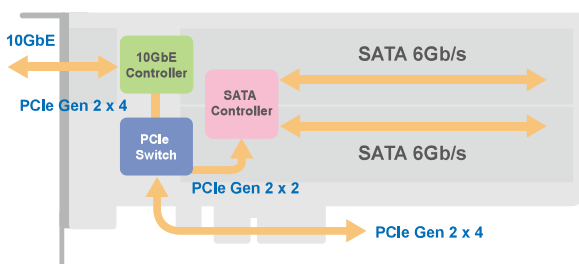 10GbE
10GbE
Controller
SATA 6Gb/s
PCIe Gen 2 x 4
SATA
Controller
PCIe
Switch
SATA 6Gb/s
PCIe Gen 2 x 2
PCIe Gen 2 x 4